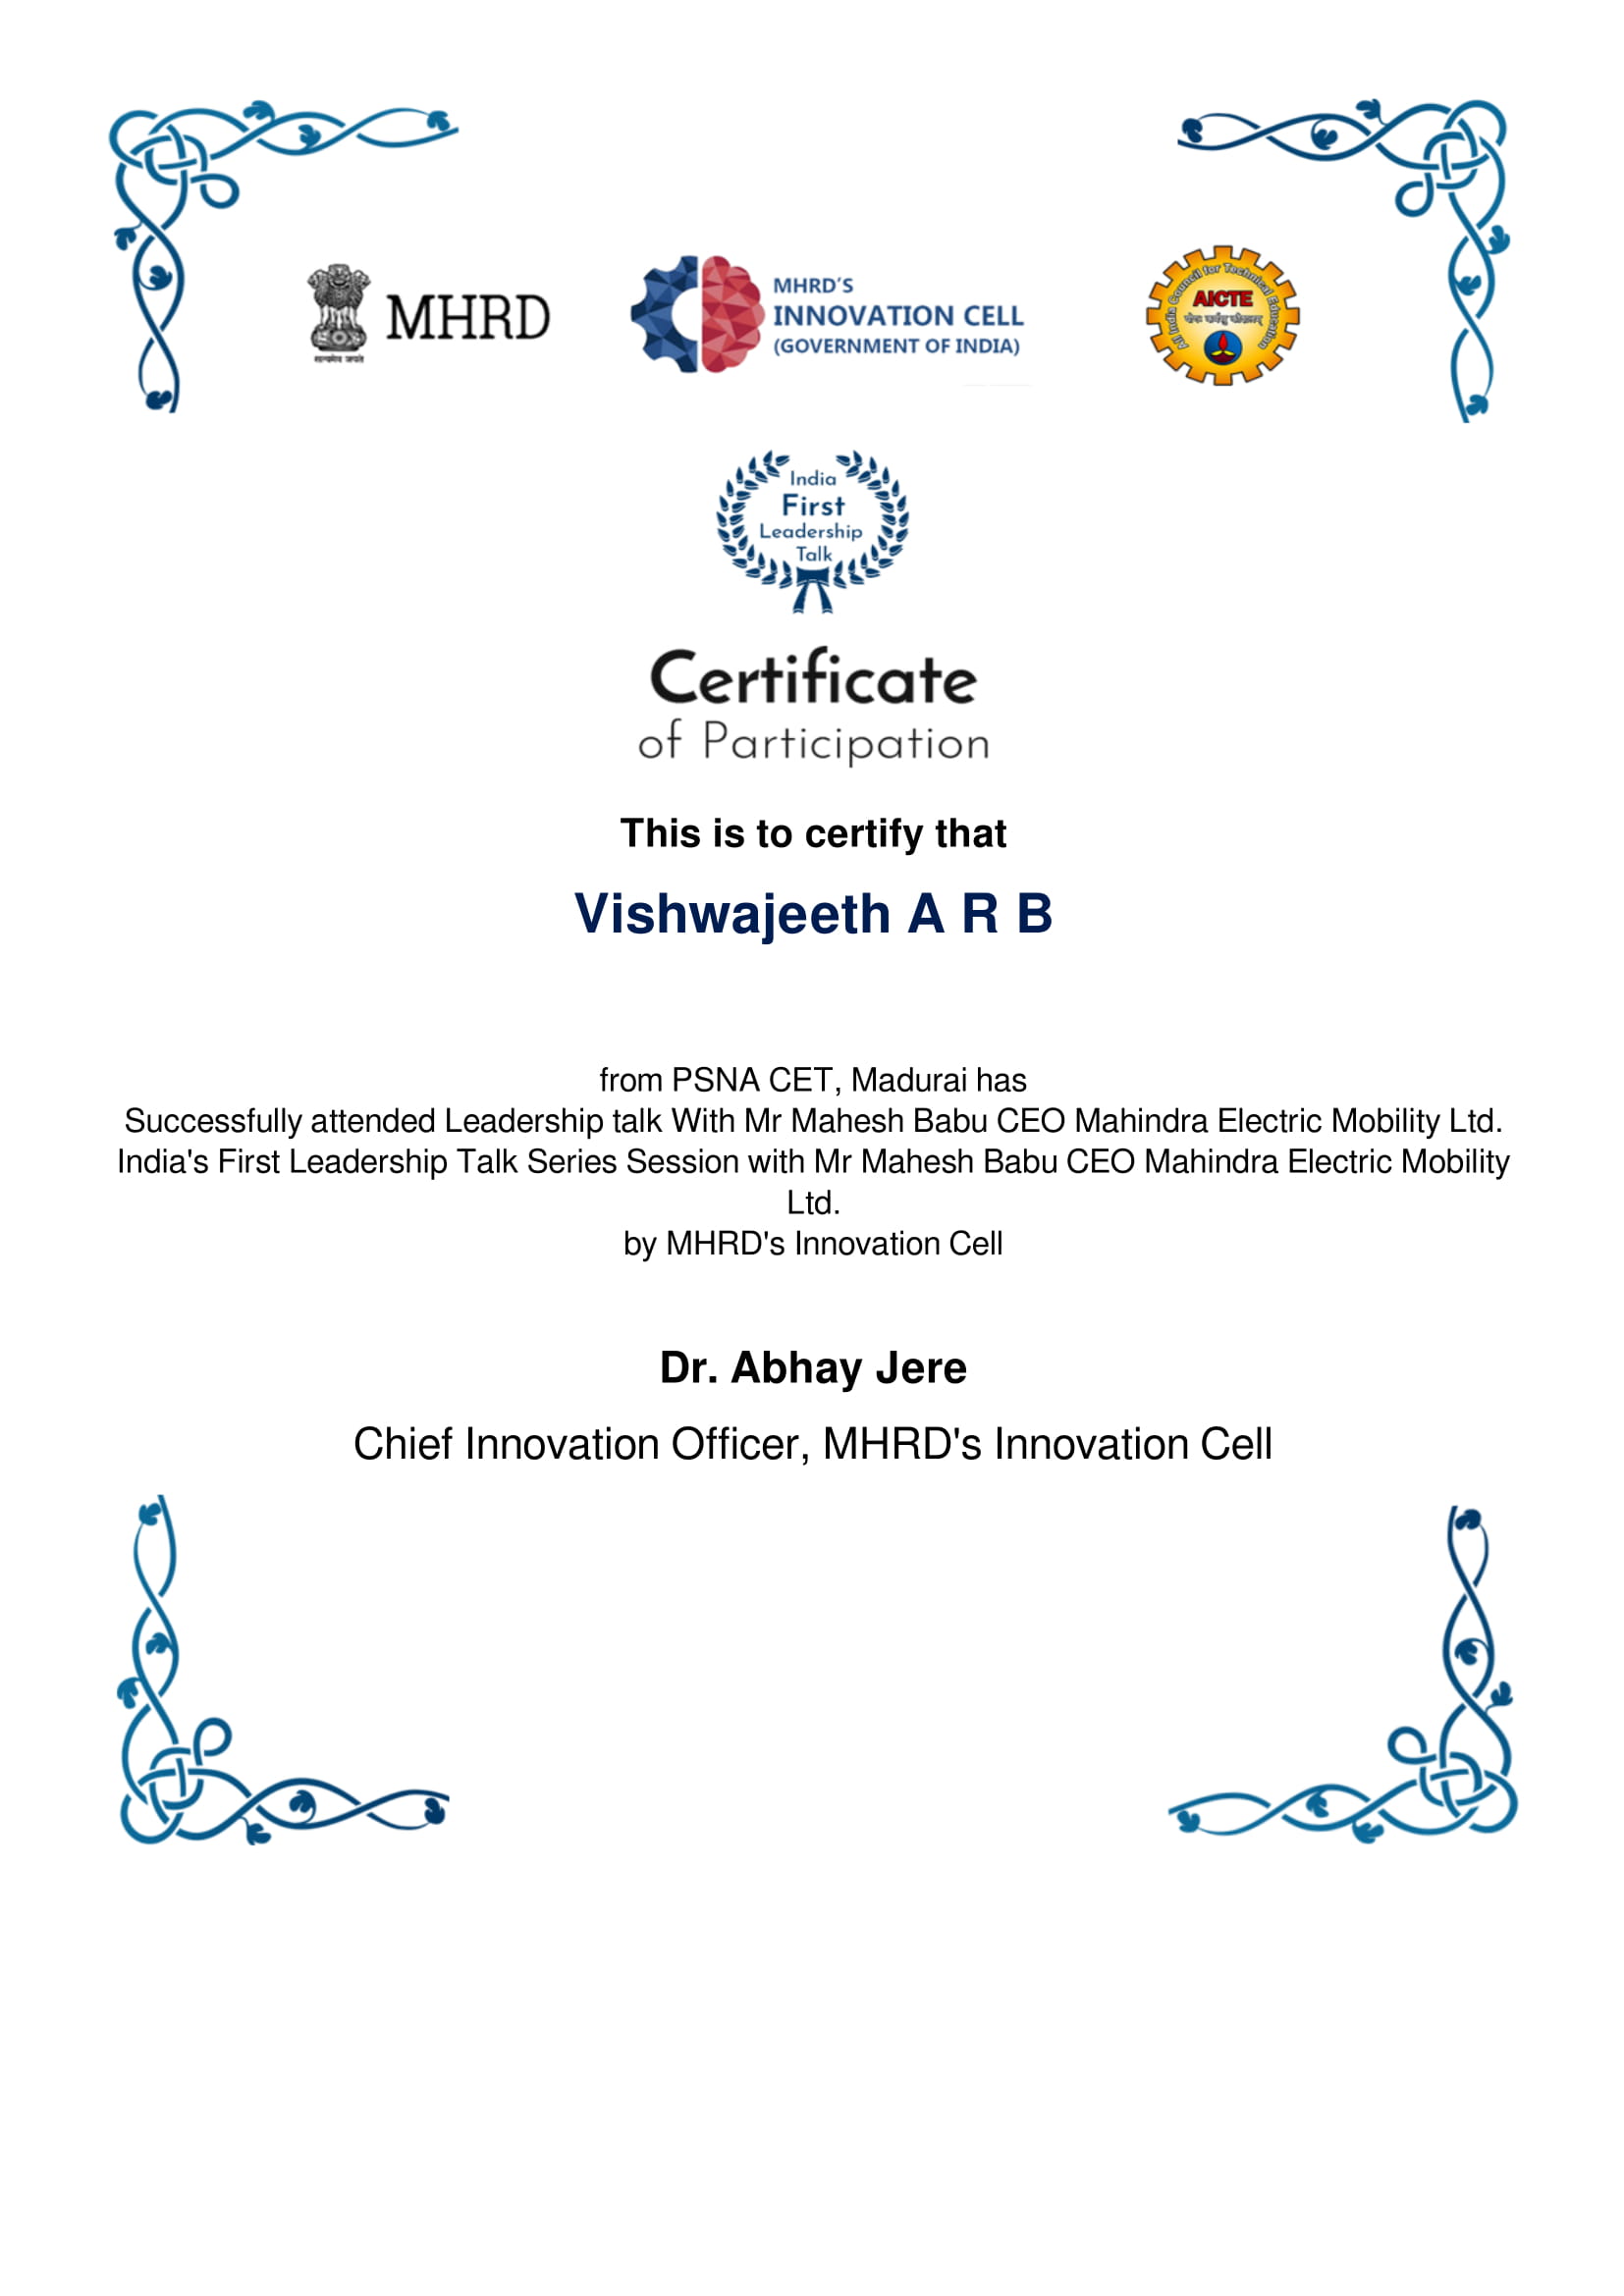 सत्यमेव जयते
MHRD
MHRD'S
INNOVATION CELL
(GOVERNMENT OF INDIA)
All India Council for Technical Education
AICTE
India
First
Leadership
Talk
Certificate
of Participation
This is to certify that
Vishwajeeth A R B
from PSNA CET, Madurai has
Successfully attended Leadership talk With Mr Mahesh Babu CEO Mahindra Electric Mobility Ltd.
India's First Leadership Talk Series Session with Mr Mahesh Babu CEO Mahindra Electric Mobility
Ltd.
by MHRD's Innovation Cell
Dr. Abhay Jere
Chief Innovation Officer, MHRD's Innovation Cell